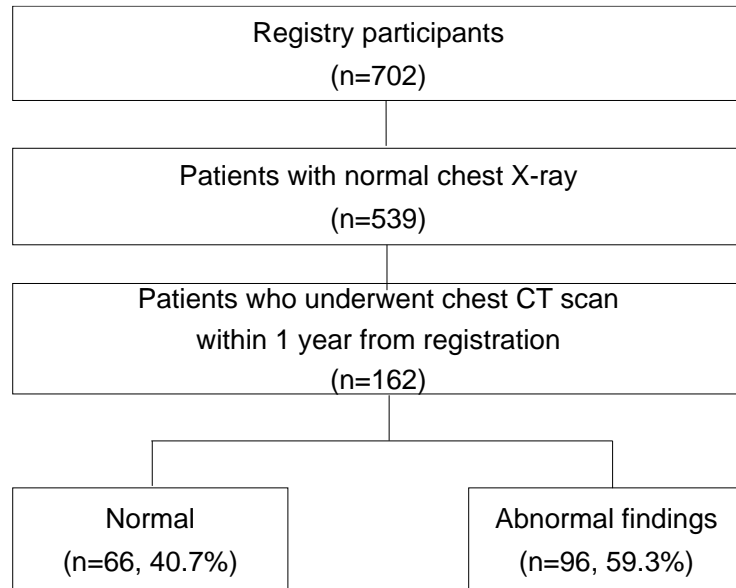 Registry participants
(n=702)
Patients with normal chest X-ray
(n=539)
Patients who underwent chest CT scan
within 1 year from registration
(n=162)
Normal
(n=66, 40.7%)
Abnormal findings
(n=96, 59.3%)